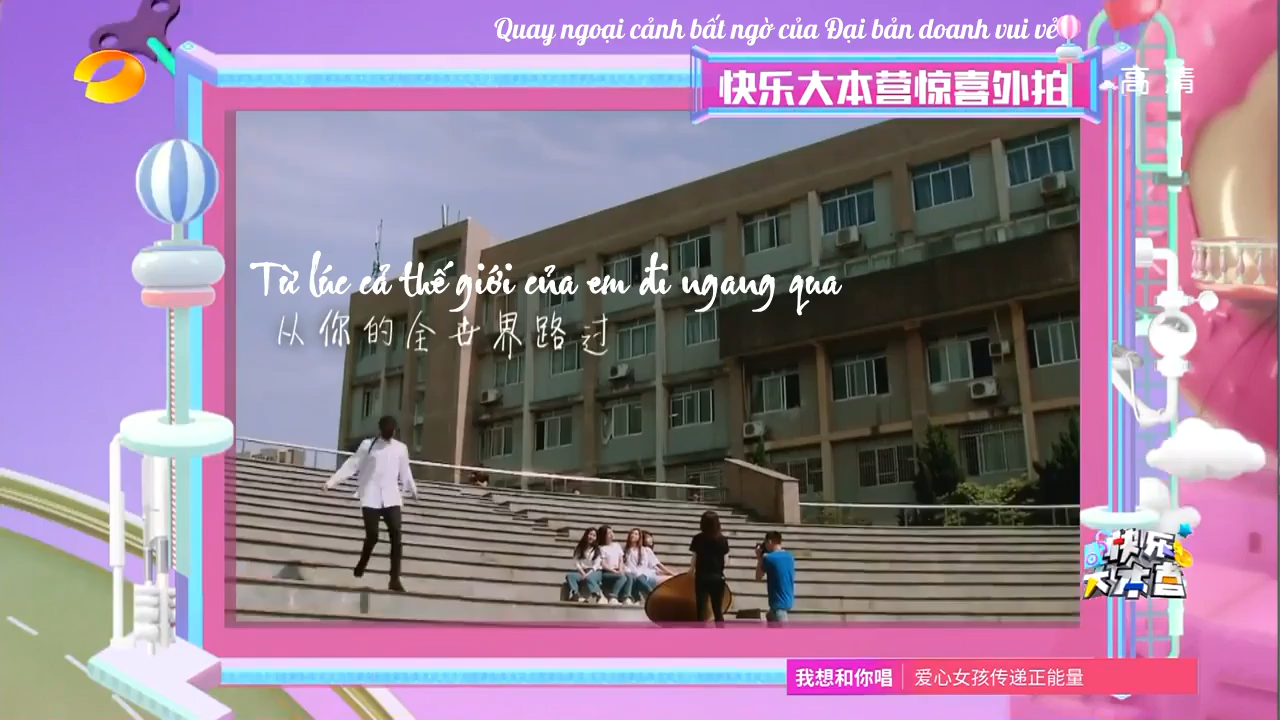 Quay ngoại cảnh bất ngờ của Đại bản doanh vui vẻ
快乐大本营惊喜外拍
高清
Từ lúc cả thế giới của em đi ngang qua
从你的全世界路过
快乐
大本营
我想和你唱 爱心女孩传递正能量